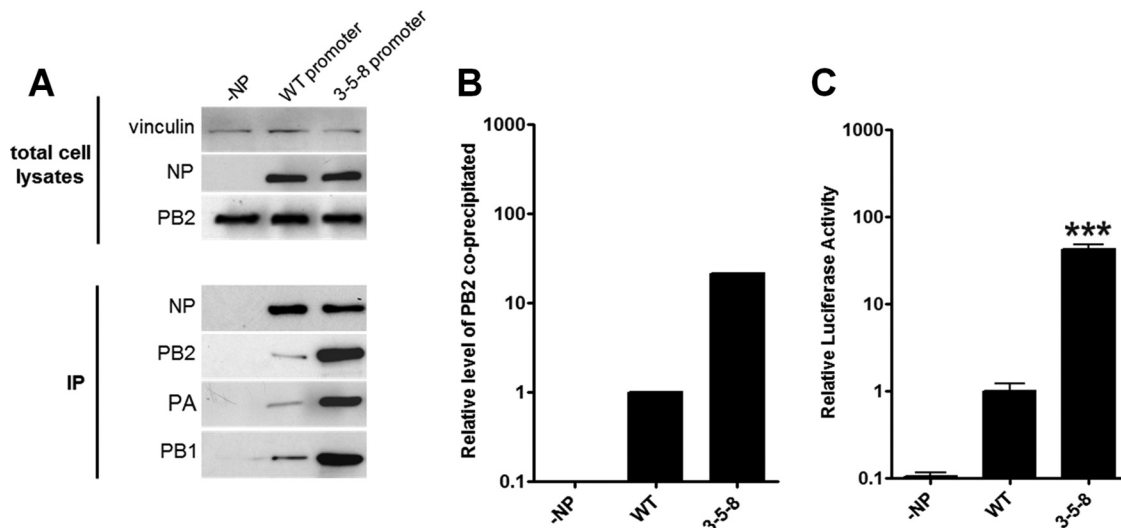 A
-NP
WT promoter
3-5-8 promoter
total cell
lysates
vinculin
NP
PB2
IP
NP
PB2
PA
PB1
B
Relative level of PB2 co-precipitated
1000
100
10
1
0.1
-NP
WT
3-5-8
C
Relative Luciferase Activity
1000
100
10
1
0.1
***
-NP
WT
3-5-8